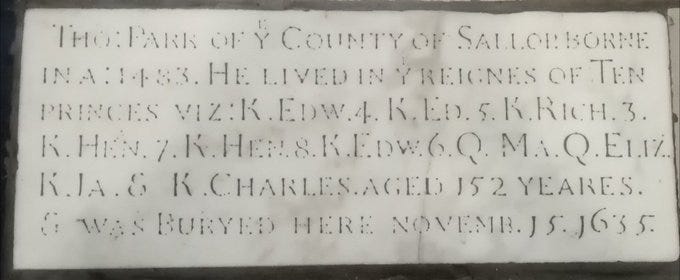 THO: PARR OF Yᴱ COUNTY OF SALLOP. BORNE
IN Aᴼ: 1483. HE LIVED IN Yᴱ REIGNES OF TEN
PRINCES VIZ: K. EDW. 4. K. ED. 5. K. RICH. 3.
K. HEN. 7. K. HEN. 8. K. EDW. 6. Q. MA. Q. ELIZ.
K. JA. & K. CHARLES. AGED 152 YEARES.
& WAS BURYED HERE NOVEMB. 15. 1635.